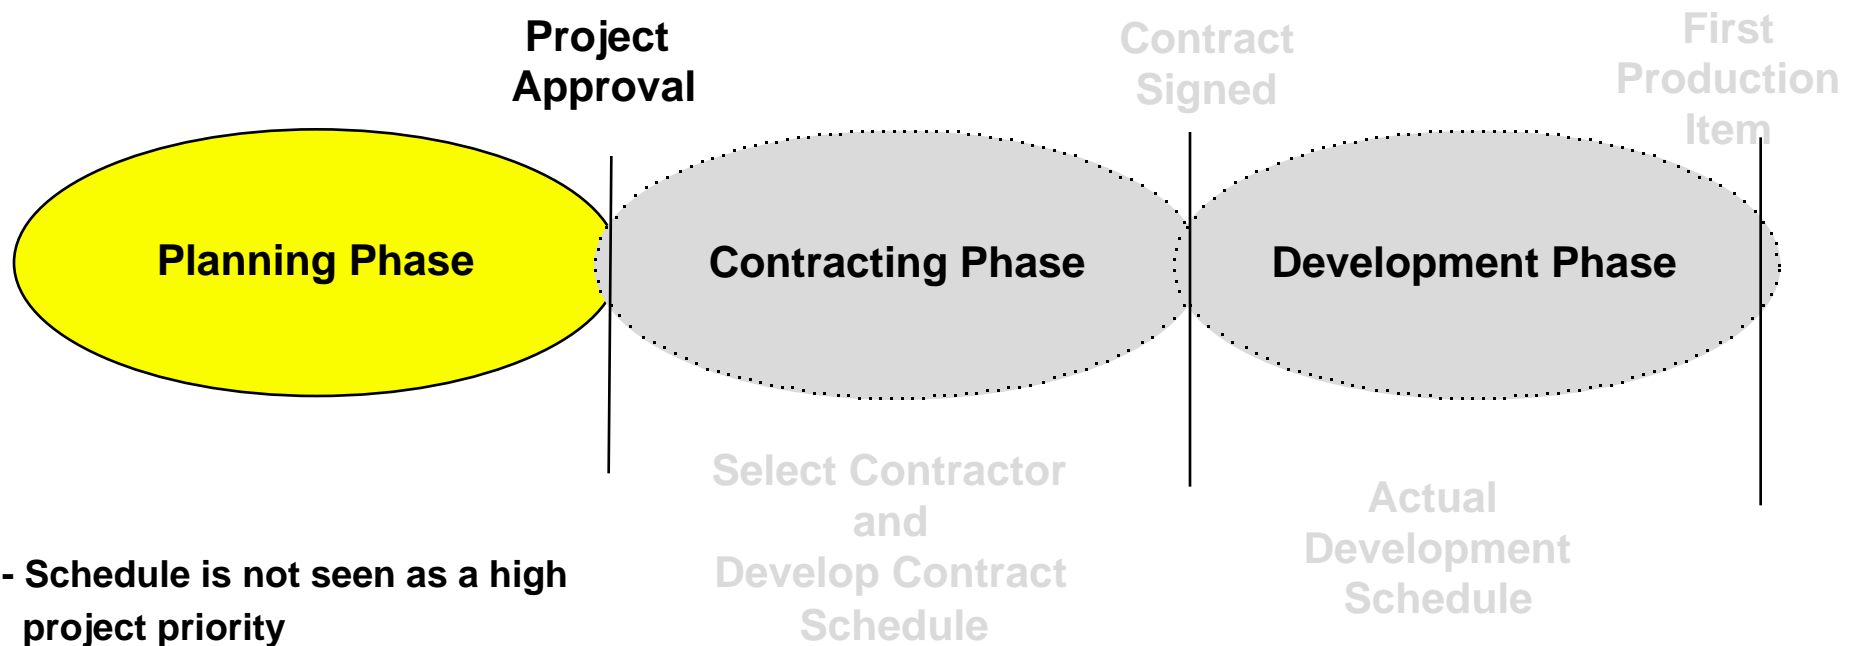 Project
Approval
Contract
Signed
First
Production
Item
Planning Phase
Contracting Phase
Development Phase
Select Contractor
and
Develop Contract
Schedule
Actual
Development
Schedule
- Schedule is not seen as a high
project priority